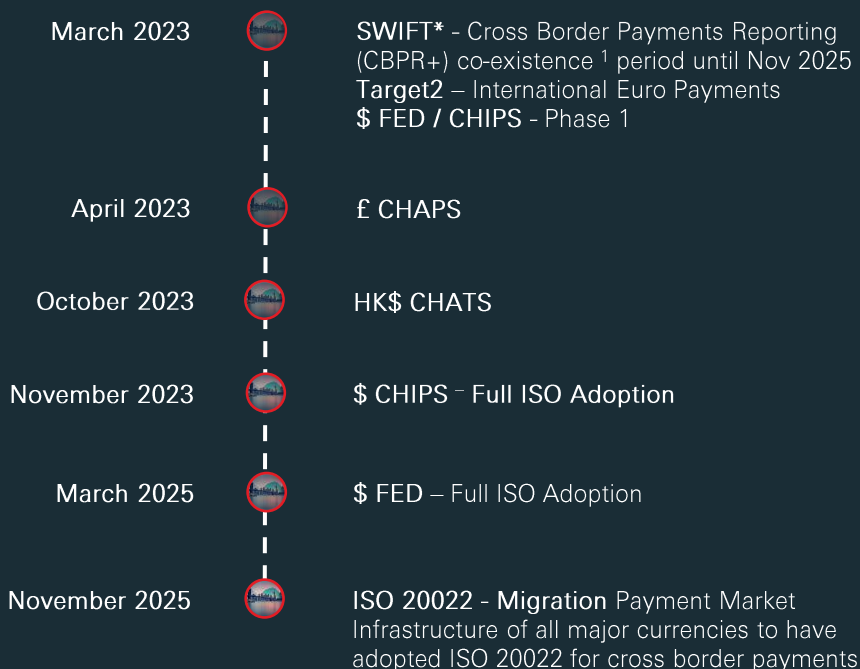 March 2023
SWIFT* - Cross Border Payments Reporting
(CBPR+) co-existence ¹ period until Nov 2025
Target2 – International Euro Payments
$ FED / CHIPS - Phase 1
April 2023
£ CHAPS
October 2023
HK$ CHATS
November 2023
$ CHIPS – Full ISO Adoption
March 2025
$ FED – Full ISO Adoption
November 2025
ISO 20022 - Migration Payment Market
Infrastructure of all major currencies to have
adopted ISO 20022 for cross border payments